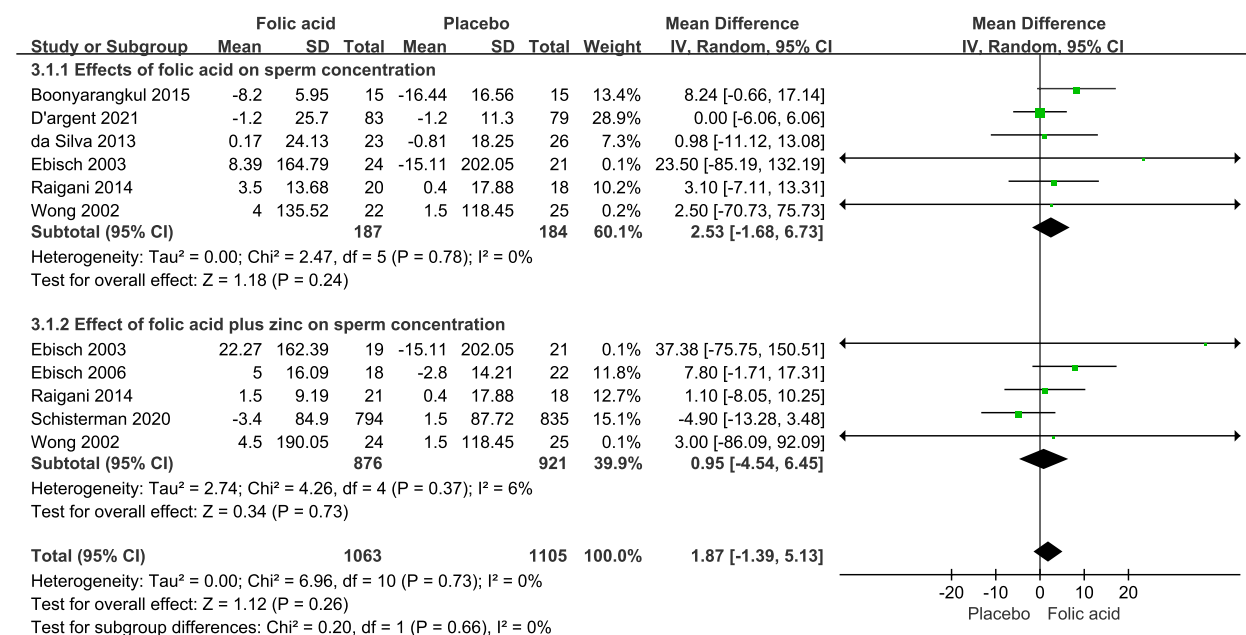 Folic acid Placebo Mean Difference Mean Difference
Study or Subgroup Mean SD Total Mean SD Total Weight IV, Random, 95% CI IV, Random, 95% CI
3.1.1 Effects of folic acid on sperm concentration
Boonyarangkul 2015 -8.2 5.95 15 -16.44 16.56 15 13.4% 8.24 [-0.66, 17.14]
D'argent 2021 -1.2 25.7 83 -1.2 11.3 79 28.9% 0.00 [-6.06, 6.06]
da Silva 2013 0.17 24.13 23 -0.81 18.25 26 7.3% 0.98 [-11.12, 13.08]
Ebisch 2003 8.39 164.79 24 -15.11 202.05 21 0.1% 23.50 [-85.19, 132.19]
Raigani 2014 3.5 13.68 20 0.4 17.88 18 10.2% 3.10 [-7.11, 13.31]
Wong 2002 4 135.52 22 1.5 118.45 25 0.2% 2.50 [-70.73, 75.73]
Subtotal (95% CI) 187 184 60.1% 2.53 [-1.68, 6.73]
Heterogeneity: Tau² = 0.00; Chi² = 2.47, df = 5 (P = 0.78); I² = 0%
Test for overall effect: Z = 1.18 (P = 0.24)
3.1.2 Effect of folic acid plus zinc on sperm concentration
Ebisch 2003 22.27 162.39 19 -15.11 202.05 21 0.1% 37.38 [-75.75, 150.51]
Ebisch 2006 5 16.09 18 -2.8 14.21 22 11.8% 7.80 [-1.71, 17.31]
Raigani 2014 1.5 9.19 21 0.4 17.88 18 12.7% 1.10 [-8.05, 10.25]
Schisterman 2020 -3.4 84.9 794 1.5 87.72 835 15.1% -4.90 [-13.28, 3.48]
Wong 2002 4.5 190.05 24 1.5 118.45 25 0.1% 3.00 [-86.09, 92.09]
Subtotal (95% CI) 876 921 39.9% 0.95 [-4.54, 6.45]
Heterogeneity: Tau² = 2.74; Chi² = 4.26, df = 4 (P = 0.37); I² = 6%
Test for overall effect: Z = 0.34 (P = 0.73)
Total (95% CI) 1063 1105 100.0% 1.87 [-1.39, 5.13]
Heterogeneity: Tau² = 0.00; Chi² = 6.96, df = 10 (P = 0.73); I² = 0%
Test for overall effect: Z = 1.12 (P = 0.26)
Test for subgroup differences: Chi² = 0.20, df = 1 (P = 0.66), I² = 0%
-20 -10 0 10 20
Placebo Folic acid